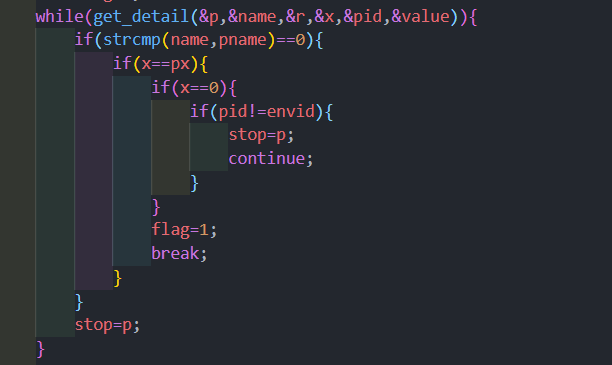 while(get_detail(&p,&name,&r,&x,&pid,&value)){
if(strcmp(name,pname)==0){
if(x==px){
if(x==0){
if(pid!=envid){
stop=p;
continue;
}
}
flag=1;
break;
}
}
stop=p;
}